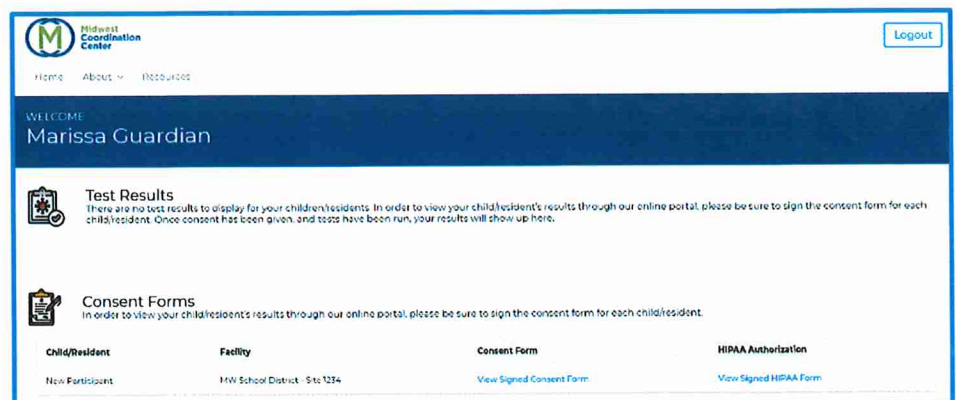 M
Midwest
Coordination
Center
Logout
Home About Resources
WELCOME
Marissa Guardian
Test Results
There are no test results to display for your children/residents. In order to view your child/resident's results through our online portal, please be sure to sign the consent form for each
child/resident. Once consent has been given, and tests have been run, your results will show up here.
Consent Forms
In order to view your child/resident's results through our online portal, please be sure to sign the consent form for each child/resident.
Child/Resident Facility Consent Form HIPAA Authorization
New Participant MW School District - Site 1234 View Signed Consent Form View Signed HIPAA Form